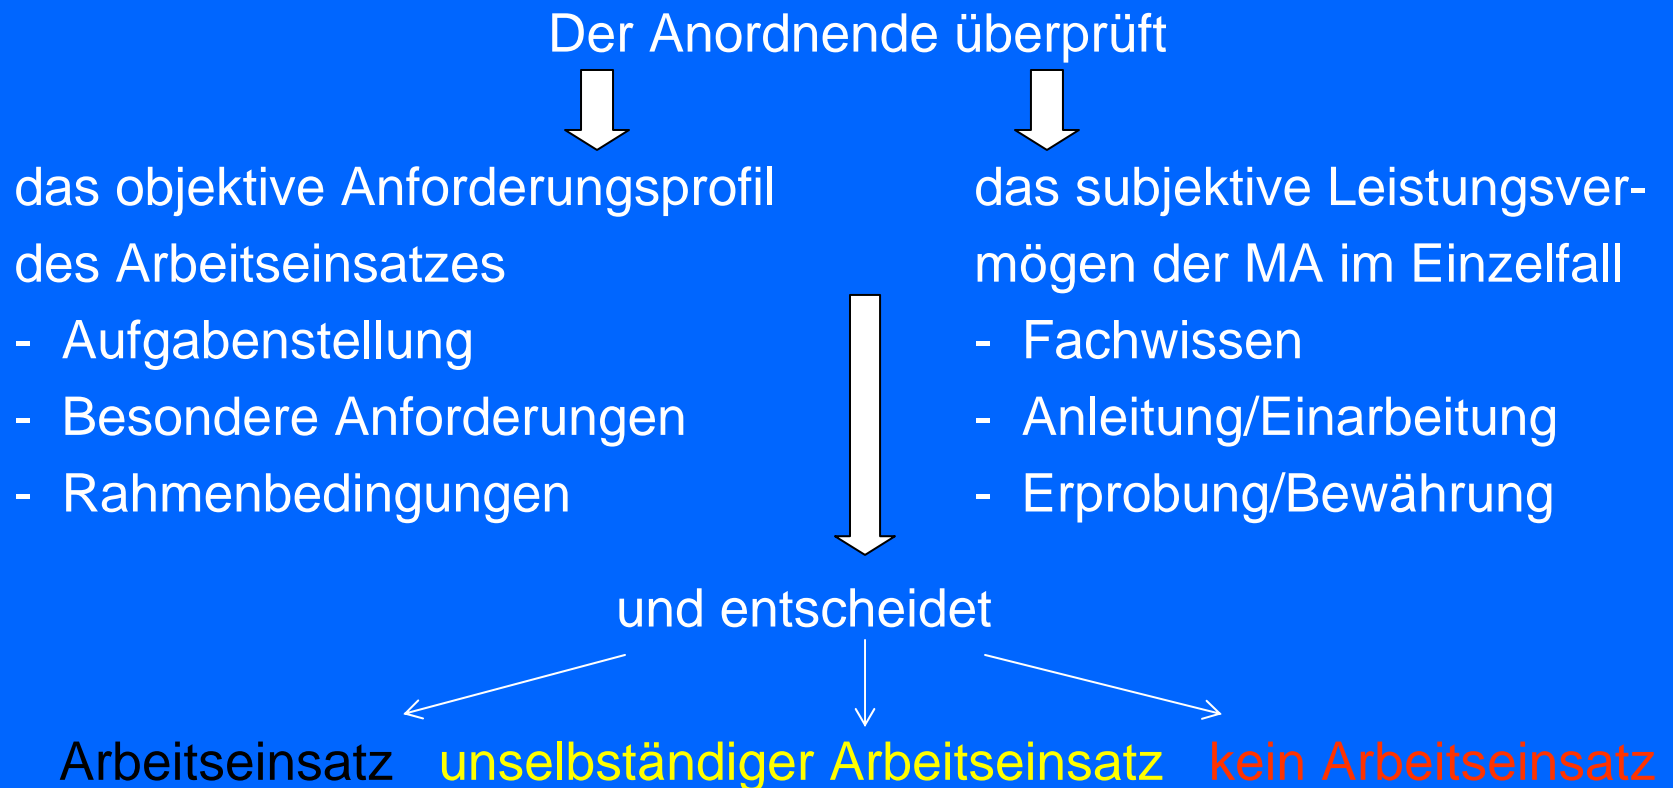 Der Anordnende überprüft
das objektive Anforderungsprofil
des Arbeitseinsatzes
- Aufgabenstellung
- Besondere Anforderungen
- Rahmenbedingungen
das subjektive Leistungsver-
mögen der MA im Einzelfall
- Fachwissen
- Anleitung/Einarbeitung
- Erprobung/Bewährung
und entscheidet
Arbeitseinsatz unselbständiger Arbeitseinsatz kein Arbeitseinsatz